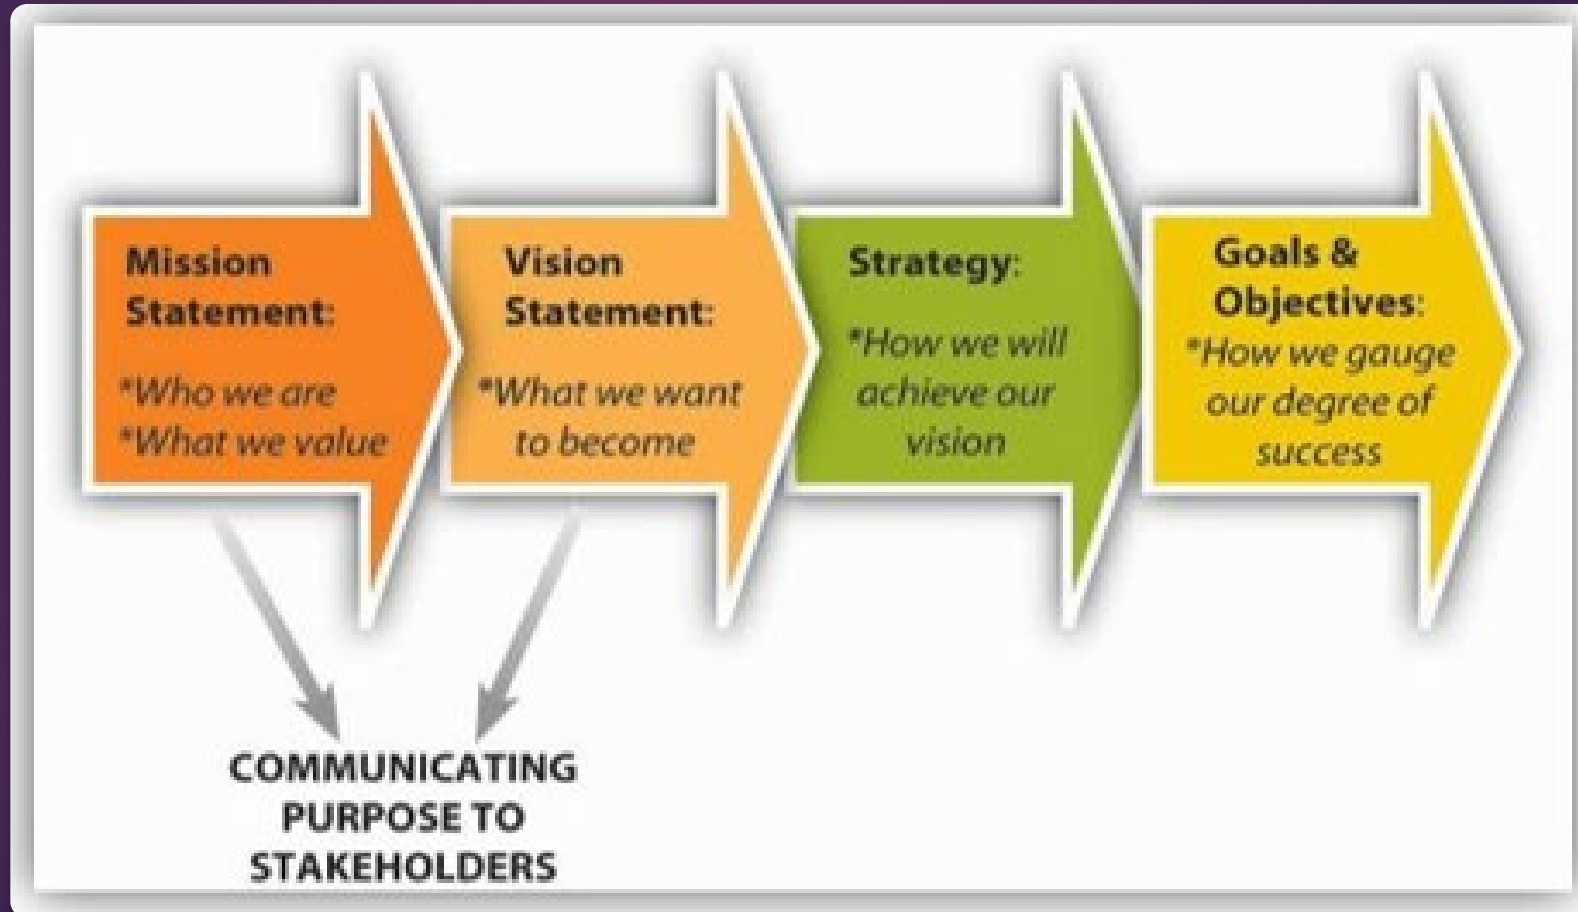 Mission
Statement:
*Who we are
*What we value
Vision
Statement:
*What we want
to become
Strategy:
*How we will
achieve our
vision
Goals &
Objectives:
*How we gauge
our degree of
success
COMMUNICATING
PURPOSE TO
STAKEHOLDERS